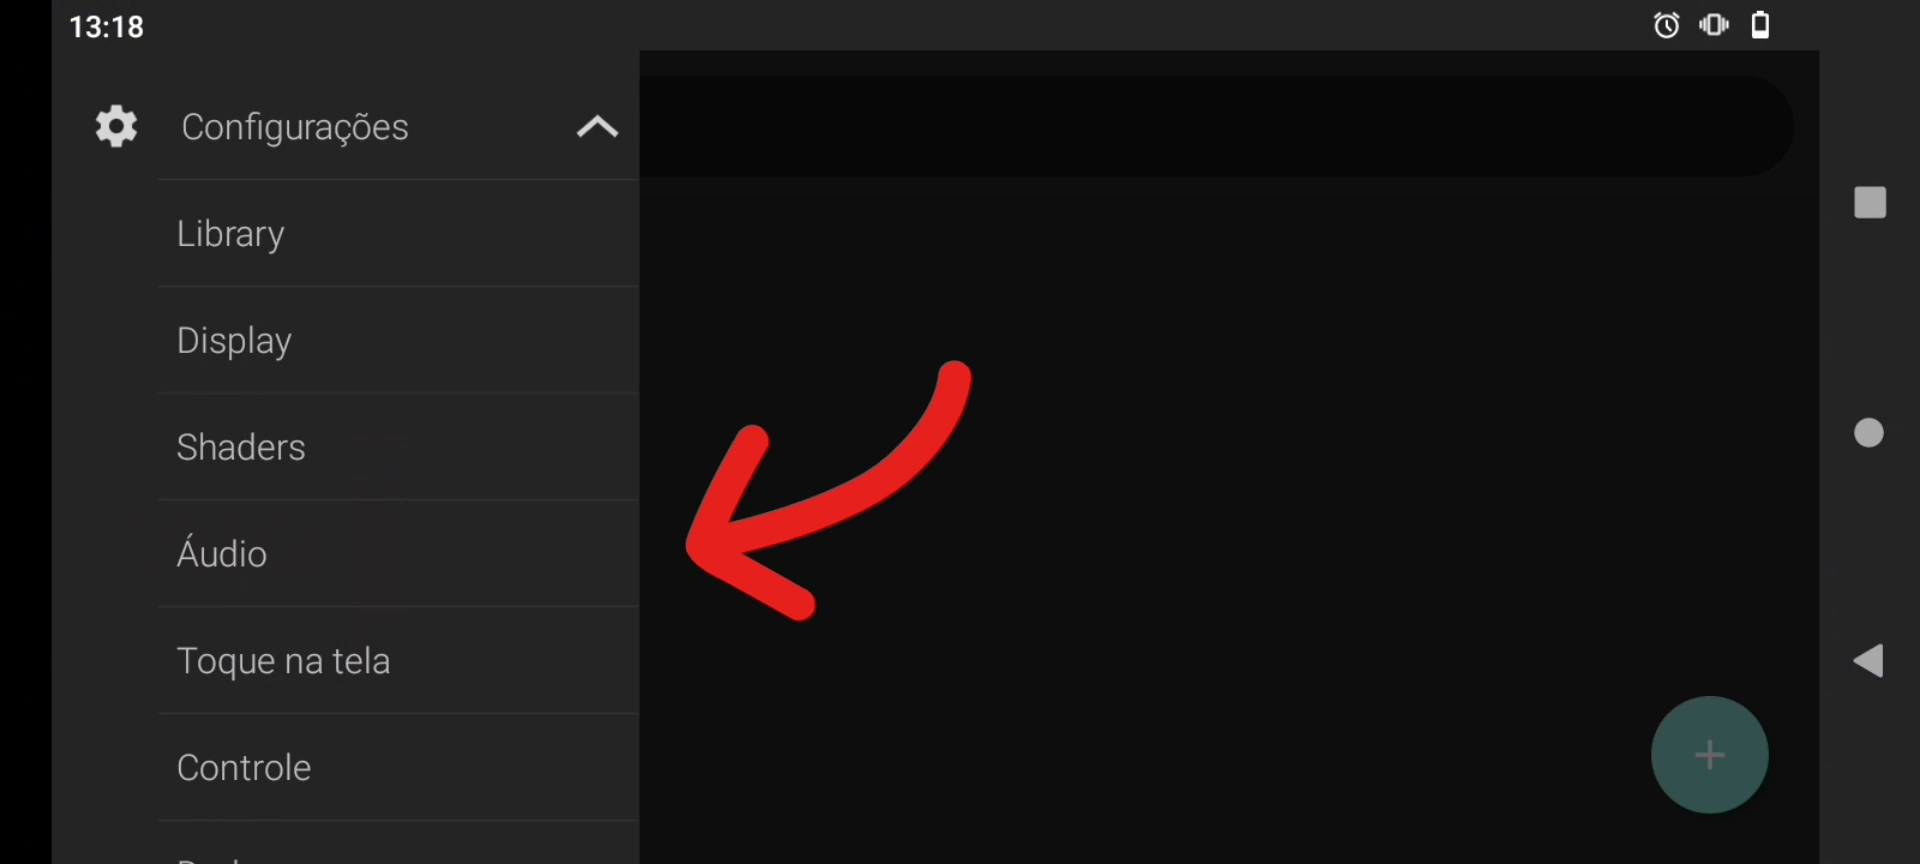 13:18
Configurações
Library
Display
Shaders
Áudio
Toque na tela
Controle